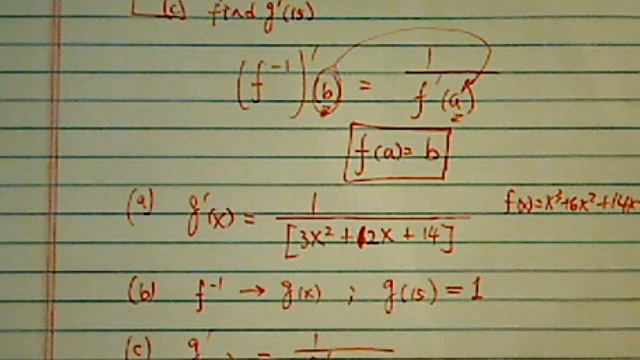 (c) find g'(15)
(f⁻¹)'(b) = 1 / f'(a)
f(a) = b
(a) g'(x) = 1 / [3x² + 12x + 14]
f(x)=x³+6x²+14x
(b) f⁻¹ → g(x) ; g(15) = 1
(c) g'